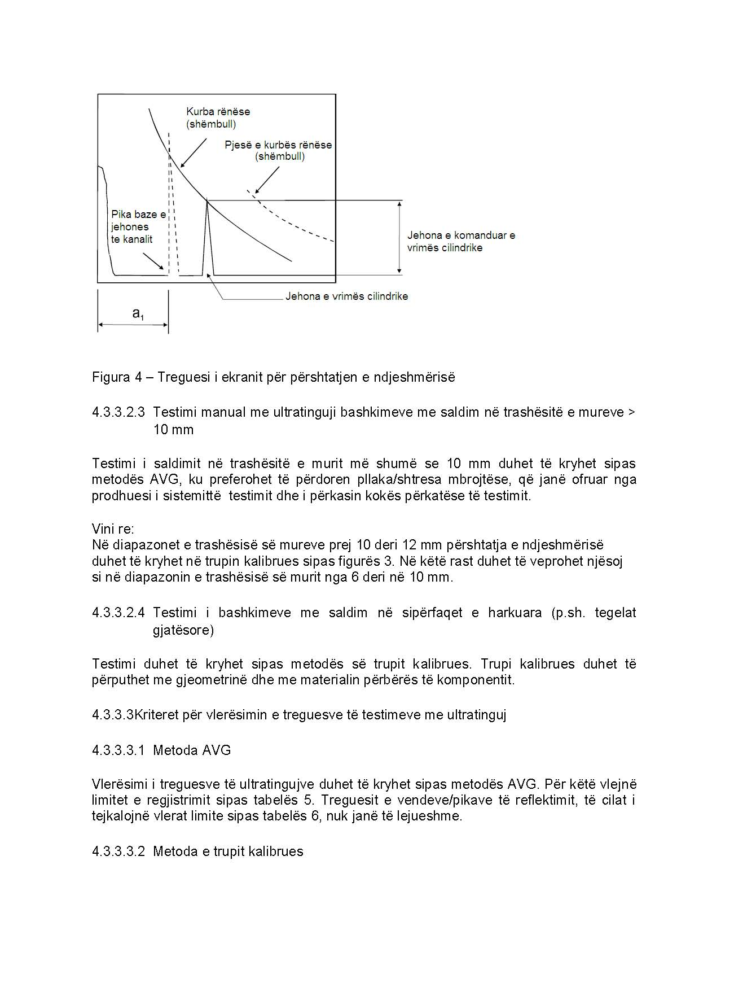 Kurba rënëse
(shëmbull)
Pjesë e kurbës rënëse
(shëmbull)
Pika baze e
jehones
te kanalit
Jehona e komanduar e
vrimës cilindrike
Jehona e vrimës cilindrike
a1
Figura 4 – Treguesi i ekranit për përshtatjen e ndjeshmërisë
4.3.3.2.3 Testimi manual me ultratinguji bashkimeve me saldim në trashësitë e mureve >
10 mm
Testimi i saldimit në trashësitë e murit më shumë se 10 mm duhet të kryhet sipas
metodës AVG, ku preferohet të përdoren pllaka/shtresa mbrojtëse, që janë ofruar nga
prodhuesi i sistemittë testimit dhe i përkasin kokës përkatëse të testimit.
Vini re:
Në diapazonet e trashësisë së mureve prej 10 deri 12 mm përshtatja e ndjeshmërisë
duhet të kryhet në trupin kalibrues sipas figurës 3. Në këtë rast duhet të veprohet njësoj
si në diapazonin e trashësisë së murit nga 6 deri në 10 mm.
4.3.3.2.4 Testimi i bashkimeve me saldim në sipërfaqet e harkuara (p.sh. tegelat
gjatësore)
Testimi duhet të kryhet sipas metodës së trupit kalibrues. Trupi kalibrues duhet të
përputhet me gjeometrinë dhe me materialin përbërës të komponentit.
4.3.3.3Kriteret për vlerësimin e treguesve të testimeve me ultratinguj
4.3.3.3.1 Metoda AVG
Vlerësimi i treguesve të ultratingujve duhet të kryhet sipas metodës AVG. Për këtë vlejnë
limitet e regjistrimit sipas tabelës 5. Treguesit e vendeve/pikave të reflektimit, të cilat i
tejkalojnë vlerat limite sipas tabelës 6, nuk janë të lejueshme.
4.3.3.3.2 Metoda e trupit kalibrues